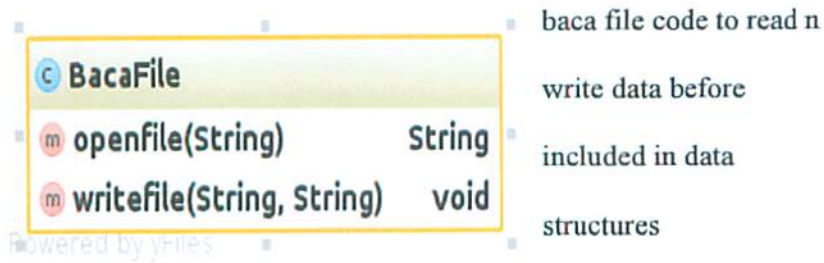 C BacaFile
m openfile(String) String
m writefile(String, String) void
Powered by yFiles
baca file code to read n
write data before
included in data
structures